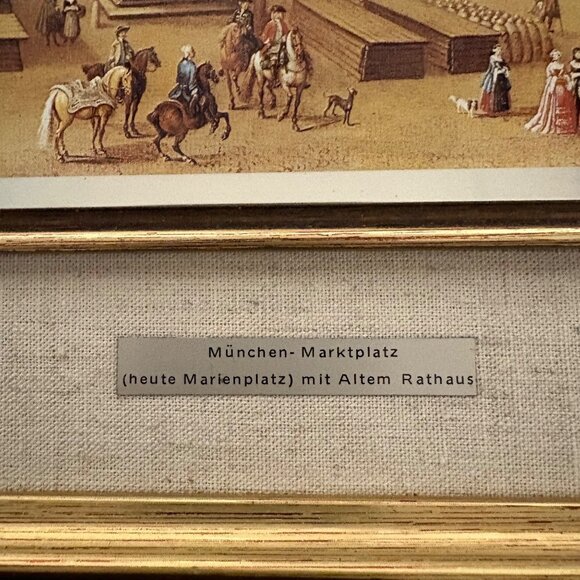 München-Marktplatz
(heute Marienplatz) mit Altem Rathaus